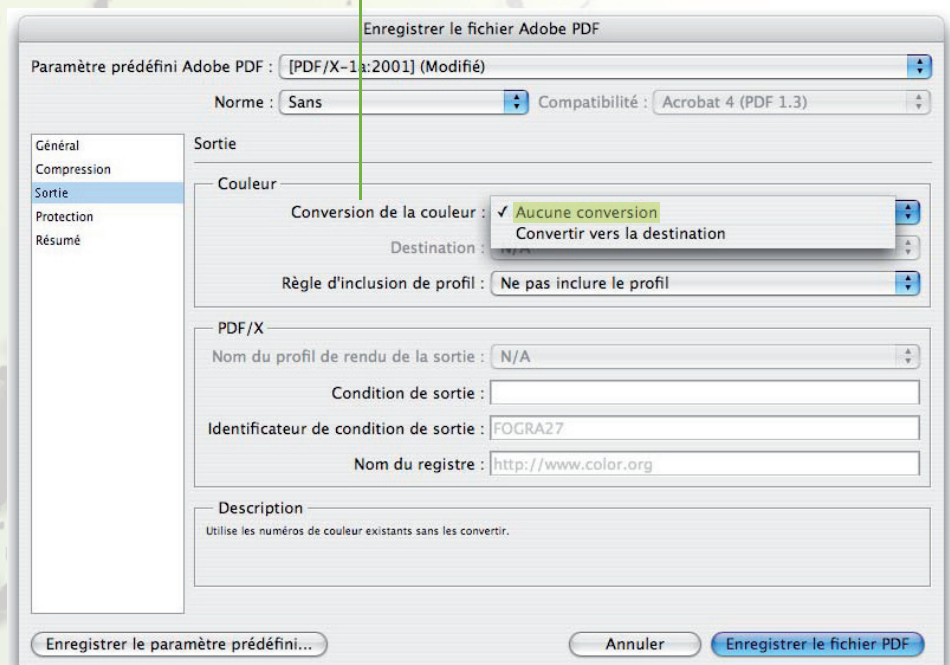 Enregistrer le fichier Adobe PDF
Paramètre prédéfini Adobe PDF : [PDF/X-1a:2001] (Modifié)
Norme : Sans Compatibilité : Acrobat 4 (PDF 1.3)
Général
Compression
Sortie
Protection
Résumé
Sortie
Couleur
Conversion de la couleur : ✓ Aucune conversion
Convertir vers la destination
Destination : N/A
Règle d'inclusion de profil : Ne pas inclure le profil
PDF/X
Nom du profil de rendu de la sortie : N/A
Condition de sortie :
Identificateur de condition de sortie : FOGRA27
Nom du registre : http://www.color.org
Description
Utilise les numéros de couleur existants sans les convertir.
Enregistrer le paramètre prédéfini... Annuler Enregistrer le fichier PDF